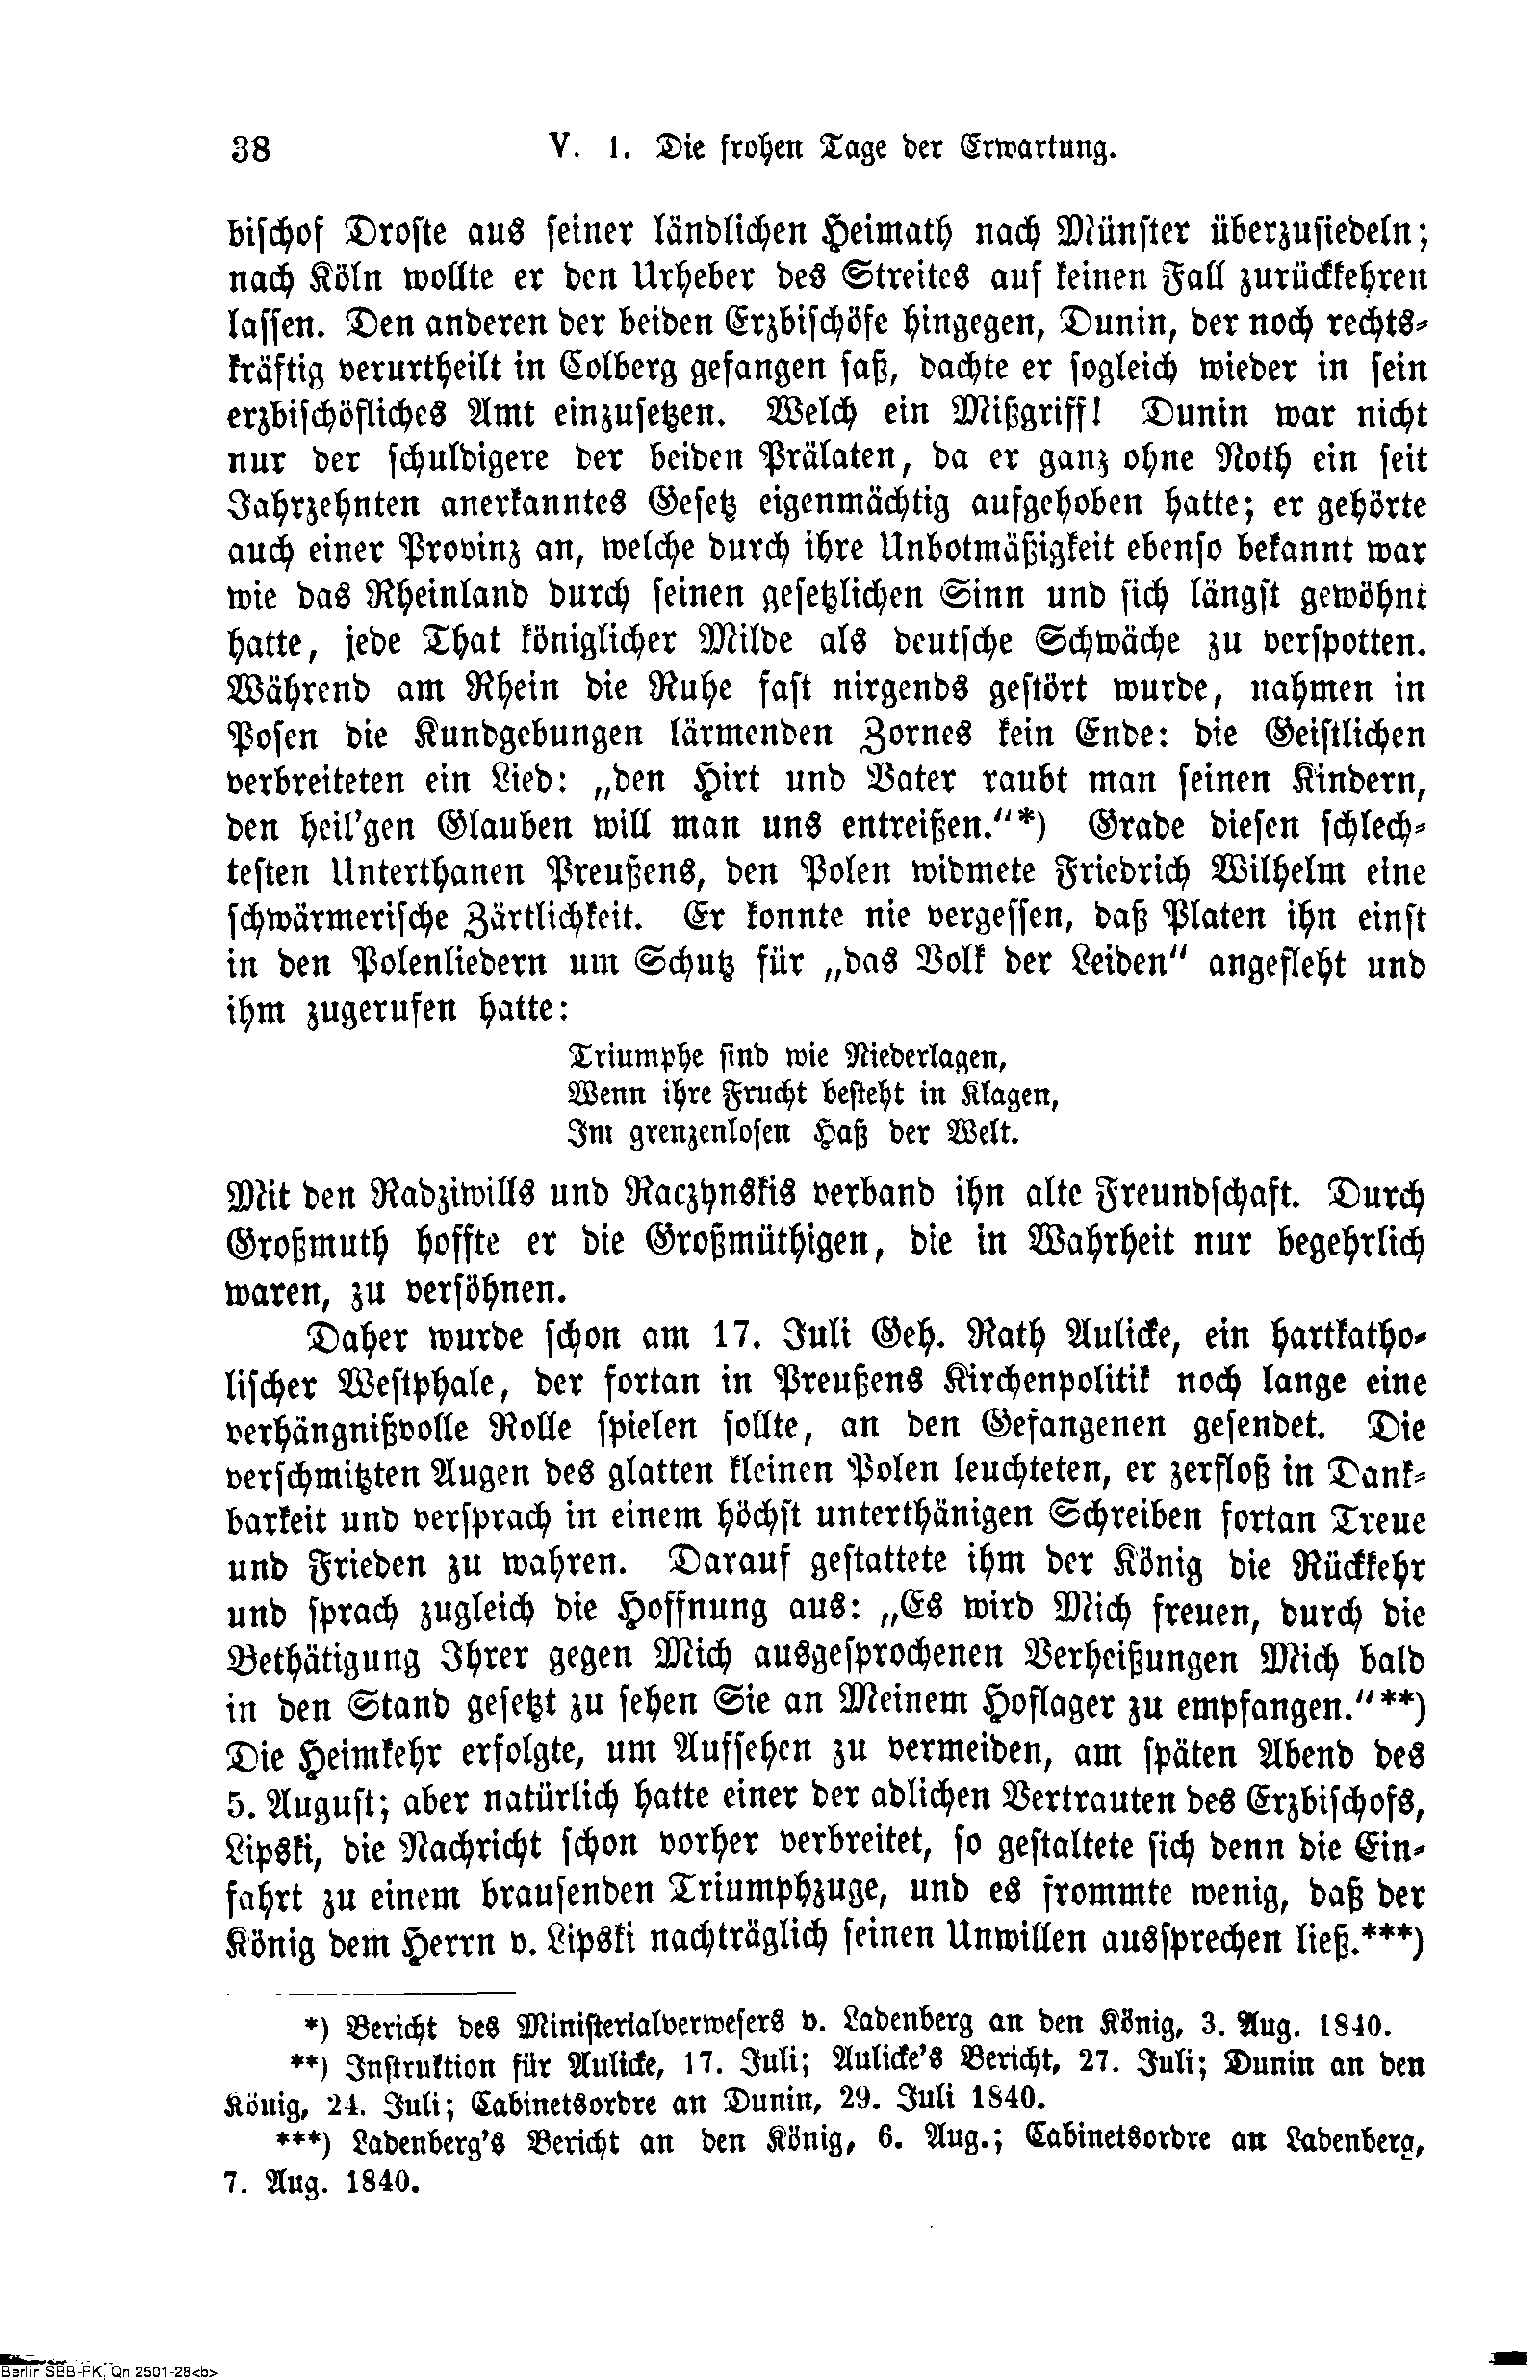 38 V. 1. Die frohen Tage der Erwartung.
bischof Droste aus seiner ländlichen Heimath nach Münster überzusiedeln;
nach Köln wollte er den Urheber des Streites auf keinen Fall zurückkehren
lassen. Den anderen der beiden Erzbischöfe hingegen, Dunin, der noch rechts-
kräftig verurtheilt in Colberg gefangen saß, dachte er sogleich wieder in sein
erzbischöfliches Amt einzusetzen. Welch ein Mißgriff! Dunin war nicht
nur der schuldigere der beiden Prälaten, da er ganz ohne Noth ein seit
Jahrzehnten anerkanntes Gesetz eigenmächtig aufgehoben hatte; er gehörte
auch einer Provinz an, welche durch ihre Unbotmäßigkeit ebenso bekannt war
wie das Rheinland durch seinen gesetzlichen Sinn und sich längst gewöhnt
hatte, jede That königlicher Milde als deutsche Schwäche zu verspotten.
Während am Rhein die Ruhe fast nirgends gestört wurde, nahmen in
Posen die Kundgebungen lärmenden Zornes kein Ende: die Geistlichen
verbreiteten ein Lied: „den Hirt und Vater raubt man seinen Kindern,
den heil'gen Glauben will man uns entreißen.“*) Grade diesen schlech-
testen Unterthanen Preußens, den Polen widmete Friedrich Wilhelm eine
schwärmerische Zärtlichkeit. Er konnte nie vergessen, daß Platen ihn einst
in den Polenliedern um Schutz für „das Volk der Leiden“ angefleht und
ihm zugerufen hatte:
Triumphe sind wie Niederlagen,
Wenn ihre Frucht besteht in Klagen,
Im grenzenlosen Haß der Welt.
Mit den Radziwills und Raczynskis verband ihn alte Freundschaft. Durch
Großmuth hoffte er die Großmüthigen, die in Wahrheit nur begehrlich
waren, zu versöhnen.
Daher wurde schon am 17. Juli Geh. Rath Aulicke, ein hartkatho-
lischer Westphale, der fortan in Preußens Kirchenpolitik noch lange eine
verhängnißvolle Rolle spielen sollte, an den Gefangenen gesendet. Die
verschmitzten Augen des glatten kleinen Polen leuchteten, er zerfloß in Dank-
barkeit und versprach in einem höchst unterthänigen Schreiben fortan Treue
und Frieden zu wahren. Darauf gestattete ihm der König die Rückkehr
und sprach zugleich die Hoffnung aus: „Es wird Mich freuen, durch die
Bethätigung Ihrer gegen Mich ausgesprochenen Verheißungen Mich bald
in den Stand gesetzt zu sehen Sie an Meinem Hoflager zu empfangen.“**)
Die Heimkehr erfolgte, um Aufsehen zu vermeiden, am späten Abend des
5. August; aber natürlich hatte einer der adlichen Vertrauten des Erzbischofs,
Lipski, die Nachricht schon vorher verbreitet, so gestaltete sich denn die Ein-
fahrt zu einem brausenden Triumphzuge, und es frommte wenig, daß der
König dem Herrn v. Lipski nachträglich seinen Unwillen aussprechen ließ.***)
*) Bericht des Ministerialverwesers v. Ladenberg an den König, 3. Aug. 1840.
**) Instruktion für Aulicke, 17. Juli; Aulicke's Bericht, 27. Juli; Dunin an den
König, 24. Juli; Cabinetsordre an Dunin, 29. Juli 1840.
***) Ladenberg's Bericht an den König, 6. Aug.; Cabinetsordre an Ladenberg,
7. Aug. 1840.
Berlin SBB-PK, Qn 2501-28<b>